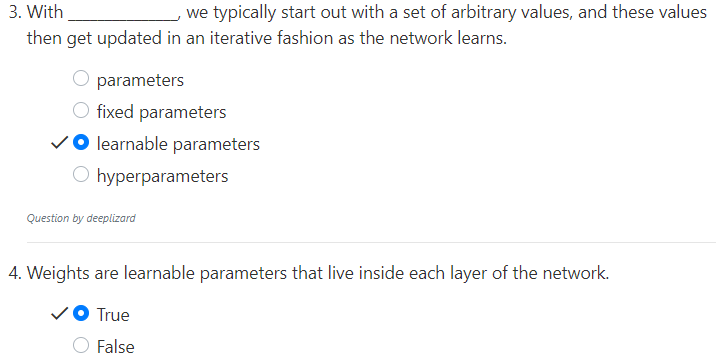 3. With ______________, we typically start out with a set of arbitrary values, and these values
then get updated in an iterative fashion as the network learns.
parameters
fixed parameters
learnable parameters
hyperparameters
Question by deeplizard
4. Weights are learnable parameters that live inside each layer of the network.
True
False